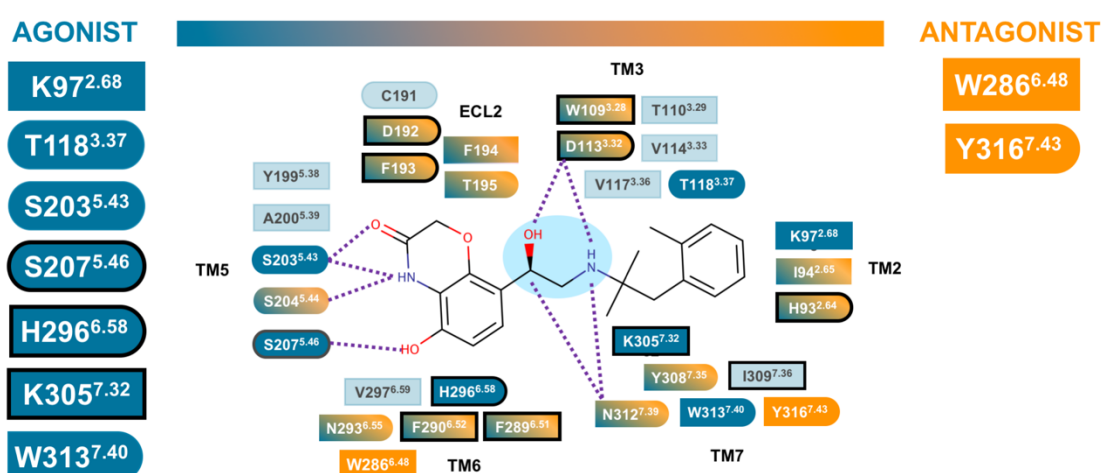 AGONIST
K97^2.68
T118^3.37
S203^5.43
S207^5.46
H296^6.58
K305^7.32
W313^7.40
TM3
C191
ECL2
W109^3.28 T110^3.29
D192
F194
D113^3.32 V114^3.33
F193
T195
V117^3.36 T118^3.37
Y199^5.38
A200^5.39
TM5
S203^5.43
S204^5.44
S207^5.46
O
O
HN
HO
OH
H
N
K97^2.68
I94^2.65 TM2
H93^2.64
K305^7.32
Y308^7.35 I309^7.36
N312^7.39 W313^7.40 Y316^7.43
TM7
V297^6.59 H296^6.58
N293^6.55 F290^6.52 F289^6.51
W286^6.48 TM6
ANTAGONIST
W286^6.48
Y316^7.43